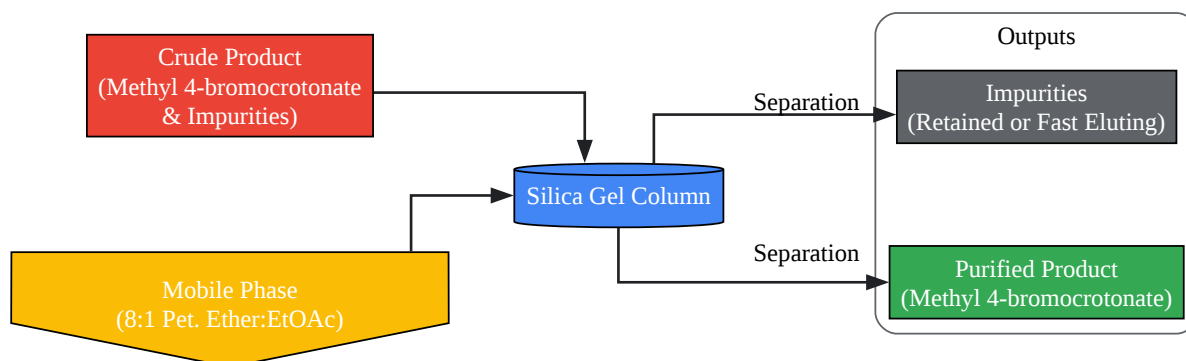 Crude Product
(Methyl 4-bromocrotonate
& Impurities)
Outputs
Separation
Impurities
(Retained or Fast Eluting)
Silica Gel Column
Mobile Phase
(8:1 Pet. Ether:EtOAc)
Separation
Purified Product
(Methyl 4-bromocrotonate)